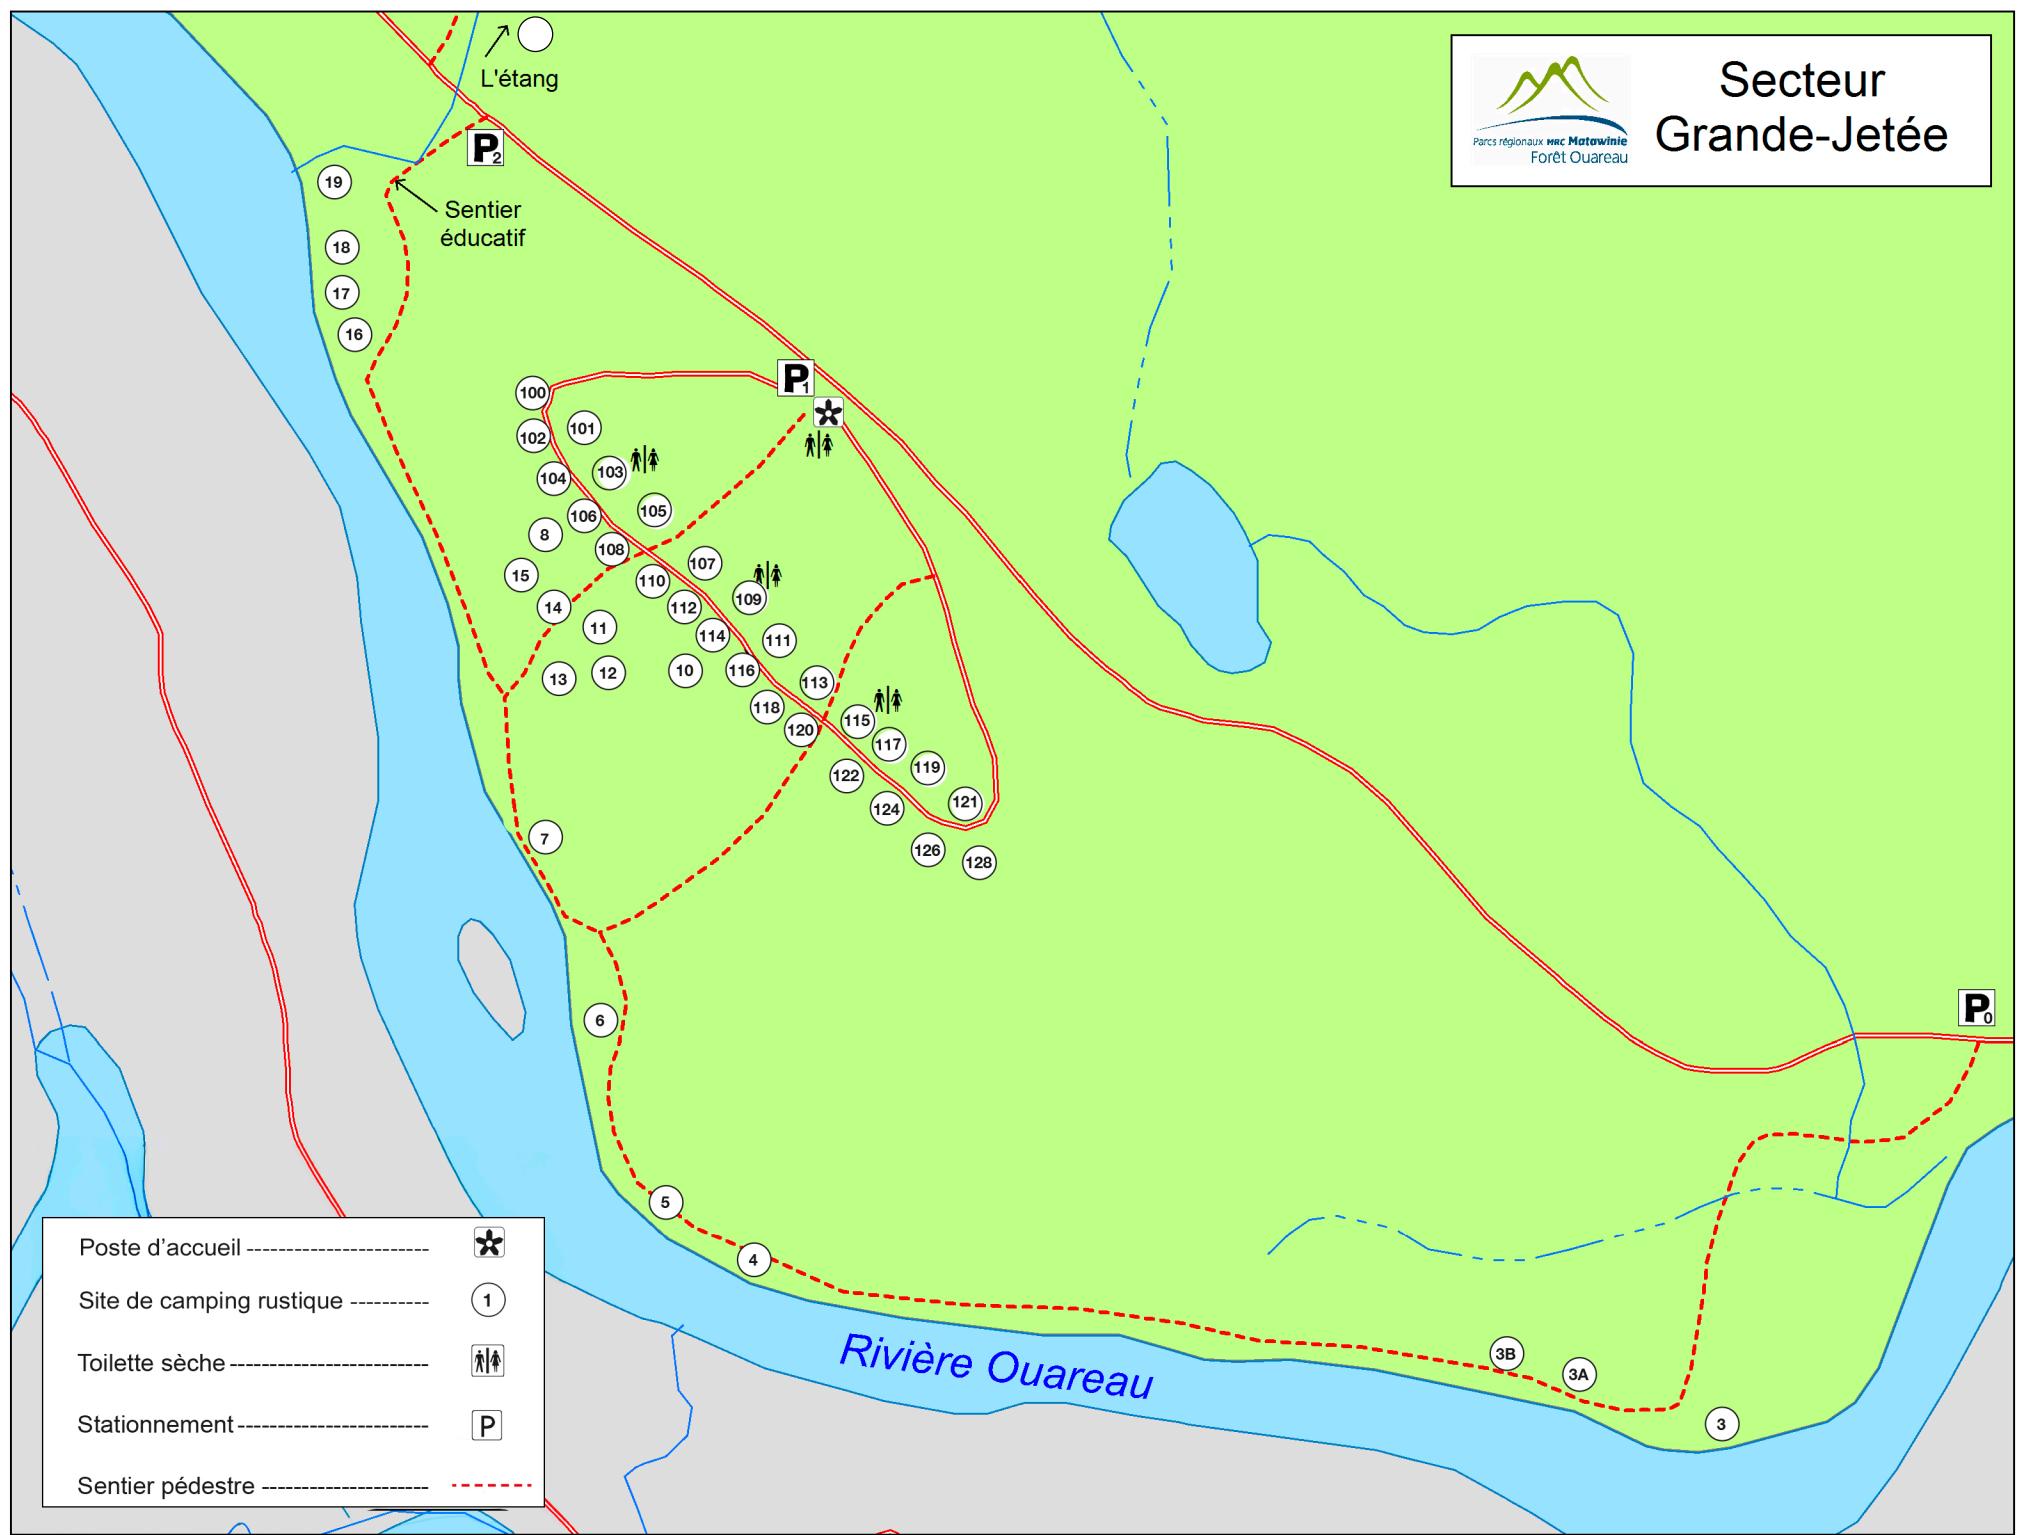 L'étang
Secteur
Grande-Jetée
Parcs régionaux MRC Matawinie
Forêt Ouareau
P2
19
Sentier
éducatif
18
17
16
P1
100
101
102
103
104
105
106
8
108
107
15
110
109
14
112
11
114
111
10
116
12
13
113
118
115
120
117
119
122
121
124
7
126
128
P0
6
5
4
Rivière Ouareau
3B
3A
3
Poste d'accueil
Site de camping rustique 1
Toilette sèche
Stationnement P
Sentier pédestre